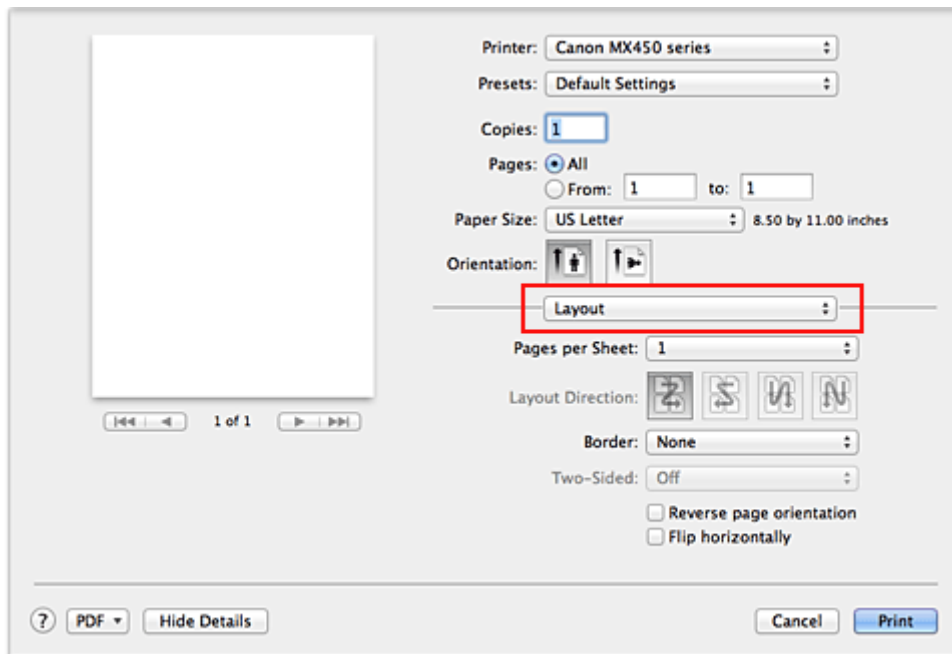 Printer: Canon MX450 series
Presets: Default Settings
Copies: 1
Pages: All
From: 1 to: 1
Paper Size: US Letter 8.50 by 11.00 inches
Orientation:
Layout
Pages per Sheet: 1
Layout Direction:
1 of 1
Border: None
Two-Sided: Off
Reverse page orientation
Flip horizontally
? PDF Hide Details Cancel Print